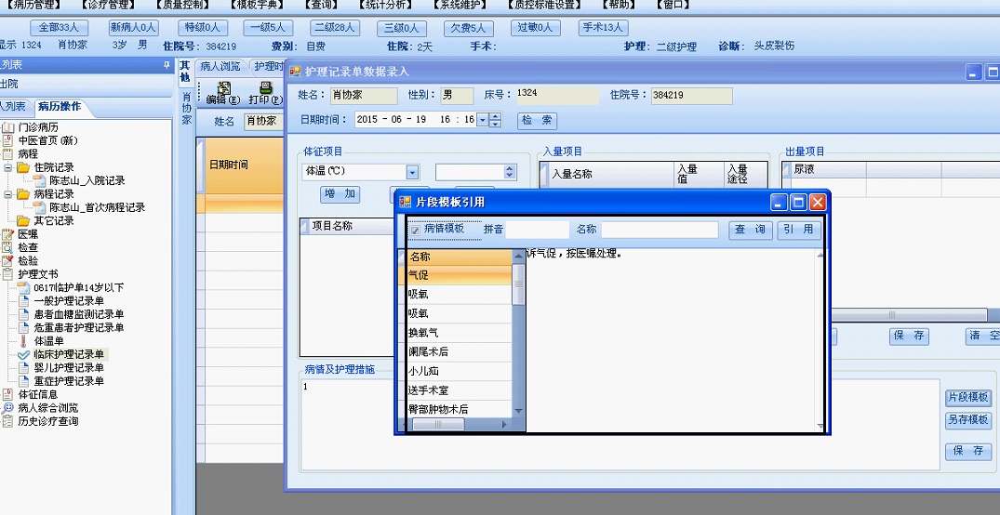 【病历管理】 【诊疗管理】 【质量控制】 【模板字典】 【查询】 【统计分析】 【系统维护】 【质控标准设置】 【帮助】 【窗口】
全部33人 新病人0人 特级0人 一级5人 二级28人 三级0人 欠费5人 过敏0人 手术13人
显示 1324 肖协家 3岁 男 住院号: 384219 费别: 自费 住院: 2天 手术: 护理: 二级护理 诊断: 头皮裂伤
人列表
出院
人列表 病历操作
门诊病历
中医首页(新)
病程
住院记录
陈志山_入院记录
病程记录
陈志山_首次病程记录
其它记录
医嘱
检查
检验
护理文书
0617临护单14岁以下
一般护理记录单
患者血糖监测记录单
危重患者护理记录单
体温单
临床护理记录单
婴儿护理记录单
重症护理记录单
体征信息
病人综合浏览
历史诊疗查询
其他
肖协家
病人浏览 护理时
编辑(E) 打印(P)
姓名 肖协家
日期时间
护理记录单数据录入
姓名: 肖协家 性别: 男 床号: 1324 住院号: 384219
日期时间: 2015-06-19 16:16 检 索
体征项目
体温(℃)
增 加
项目名称
入量项目
入量名称 入量值 入量途径
出量项目
尿液
保 存 清 空
病情及护理措施
1
片段模板
另存模板
保 存
片段模板引用
病情模板 拼音 名称 查 询 引 用
名称
气促
吸氧
吸氧
换氧气
阑尾术后
小儿疝
送手术室
臀部肿物术后
诉气促，按医嘱处理。